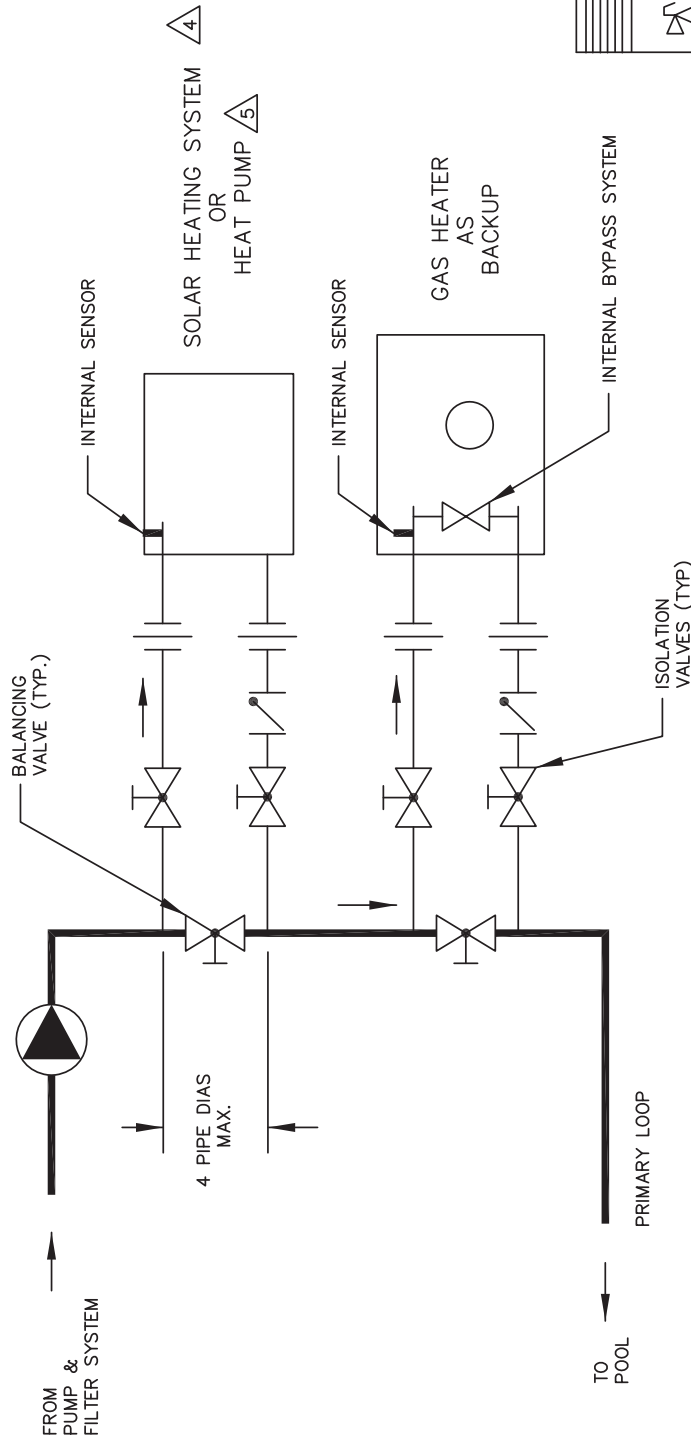 FROM
PUMP &
FILTER SYSTEM
TO
POOL
PRIMARY LOOP
4 PIPE DIAS
MAX.
BALANCING
VALVE (TYP.)
INTERNAL SENSOR
SOLAR HEATING SYSTEM 4
OR
HEAT PUMP 5
INTERNAL SENSOR
GAS HEATER
AS
BACKUP
INTERNAL BYPASS SYSTEM
ISOLATION
VALVES (TYP)